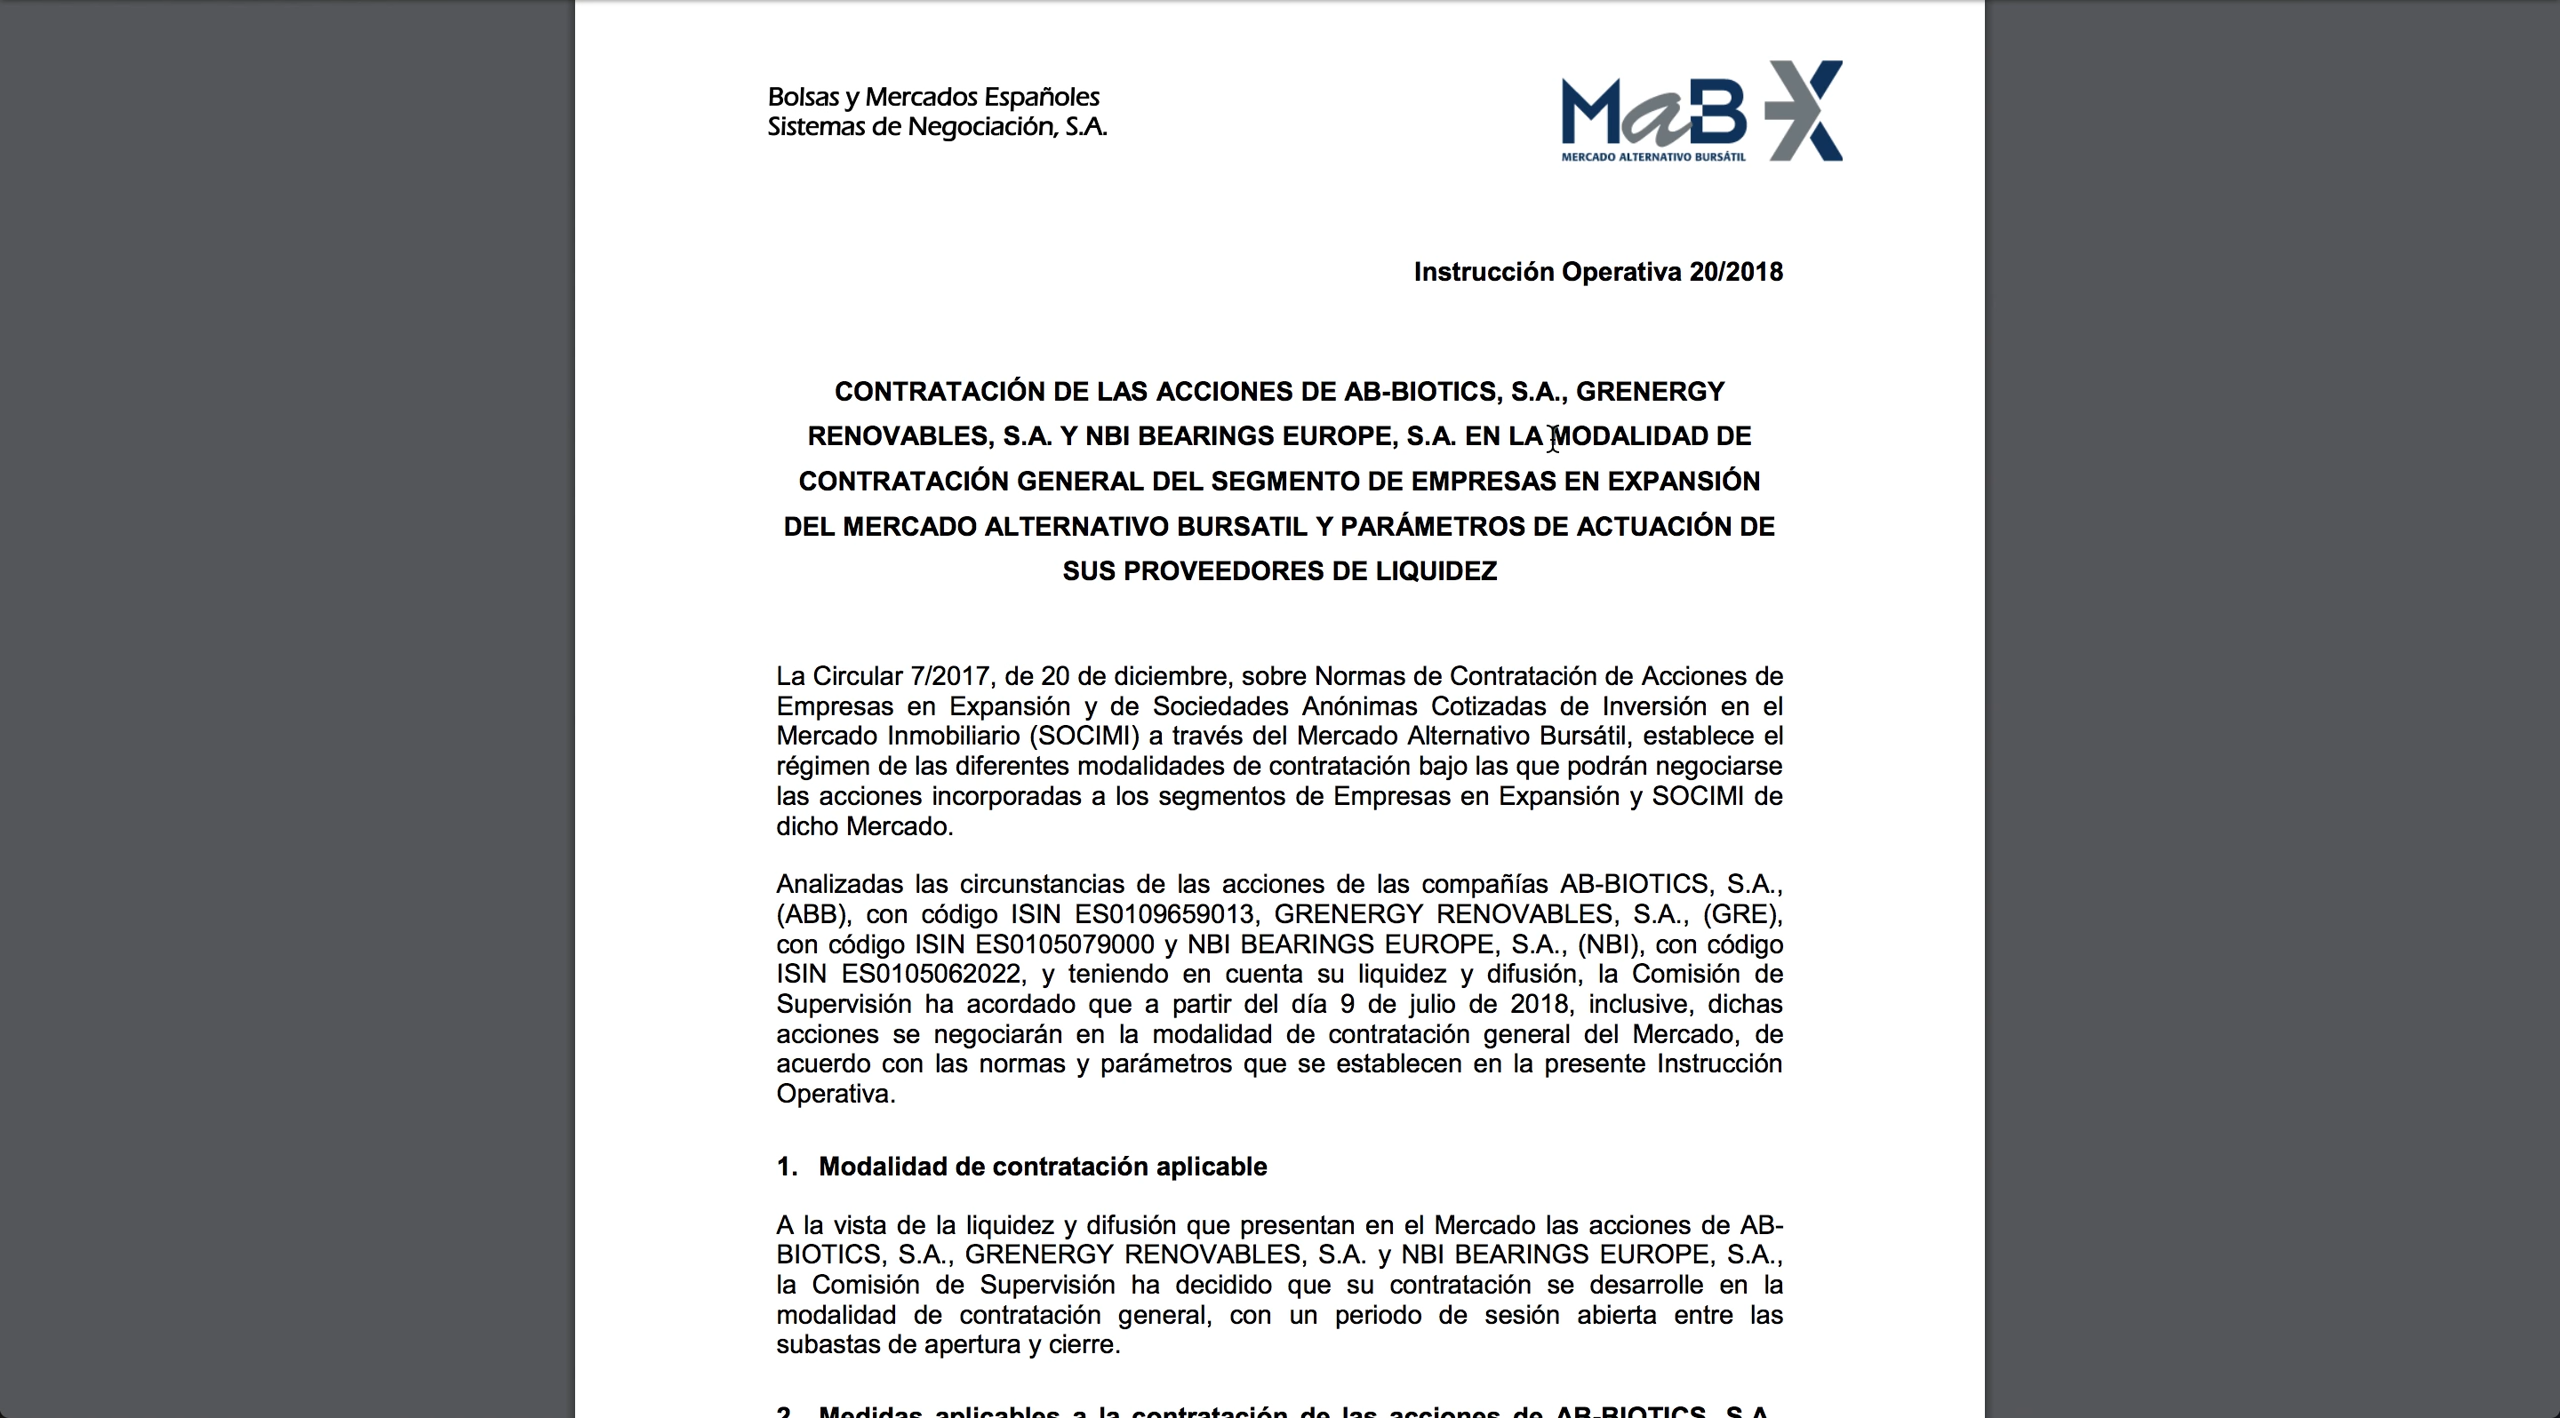 Bolsas y Mercados Españoles
Sistemas de Negociación, S.A.
MaB X
MERCADO ALTERNATIVO BURSÁTIL
Instrucción Operativa 20/2018
CONTRATACIÓN DE LAS ACCIONES DE AB-BIOTICS, S.A., GRENERGY
RENOVABLES, S.A. Y NBI BEARINGS EUROPE, S.A. EN LA MODALIDAD DE
CONTRATACIÓN GENERAL DEL SEGMENTO DE EMPRESAS EN EXPANSIÓN
DEL MERCADO ALTERNATIVO BURSATIL Y PARÁMETROS DE ACTUACIÓN DE
SUS PROVEEDORES DE LIQUIDEZ
La Circular 7/2017, de 20 de diciembre, sobre Normas de Contratación de Acciones de
Empresas en Expansión y de Sociedades Anónimas Cotizadas de Inversión en el
Mercado Inmobiliario (SOCIMI) a través del Mercado Alternativo Bursátil, establece el
régimen de las diferentes modalidades de contratación bajo las que podrán negociarse
las acciones incorporadas a los segmentos de Empresas en Expansión y SOCIMI de
dicho Mercado.
Analizadas las circunstancias de las acciones de las compañías AB-BIOTICS, S.A.,
(ABB), con código ISIN ES0109659013, GRENERGY RENOVABLES, S.A., (GRE),
con código ISIN ES0105079000 y NBI BEARINGS EUROPE, S.A., (NBI), con código
ISIN ES0105062022, y teniendo en cuenta su liquidez y difusión, la Comisión de
Supervisión ha acordado que a partir del día 9 de julio de 2018, inclusive, dichas
acciones se negociarán en la modalidad de contratación general del Mercado, de
acuerdo con las normas y parámetros que se establecen en la presente Instrucción
Operativa.
1. Modalidad de contratación aplicable
A la vista de la liquidez y difusión que presentan en el Mercado las acciones de AB-
BIOTICS, S.A., GRENERGY RENOVABLES, S.A. y NBI BEARINGS EUROPE, S.A.,
la Comisión de Supervisión ha decidido que su contratación se desarrolle en la
modalidad de contratación general, con un periodo de sesión abierta entre las
subastas de apertura y cierre.
2. Medidas aplicables a la contratación de las acciones de AB-BIOTICS, S.A.